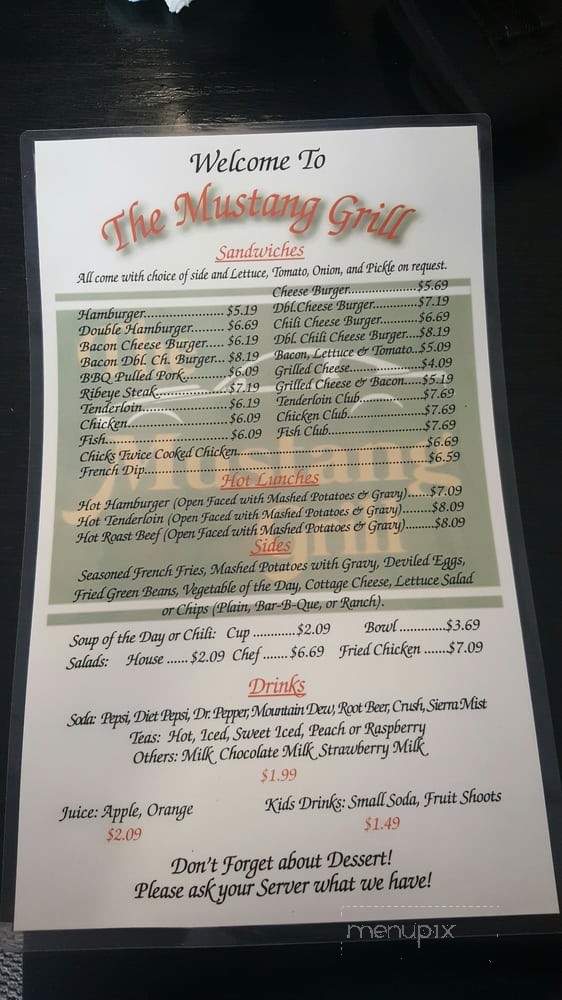 Welcome To
The Mustang Grill
Sandwiches
All come with choice of side and Lettuce, Tomato, Onion, and Pickle on request.
Hamburger........................ $5.19
Double Hamburger......... $6.69
Bacon Cheese Burger..... $6.19
Bacon Dbl. Ch. Burger... $8.19
BBQ Pulled Pork..............$6.09
Ribeye Steak......................$7.19
Tenderloin......................... $6.19
Chicken............................... $6.09
Fish..................................... $6.09
Cheese Burger.....................$5.69
Dbl.Cheese Burger.............$7.19
Chili Cheese Burger...........$6.69
Dbl. Chili Cheese Burger....$8.19
Bacon, Lettuce & Tomato..$5.09
Grilled Cheese.....................$4.09
Grilled Cheese & Bacon.....$5.19
Tenderloin Club..................$7.69
Chicken Club.......................$7.69
Fish Club.............................$7.69
Chicks Twice Cooked Chicken.........................................................$6.69
French Dip.....................................................................................$6.59
Hot Lunches
Hot Hamburger (Open Faced with Mashed Potatoes & Gravy)......$7.09
Hot Tenderloin (Open Faced with Mashed Potatoes & Gravy)........$8.09
Hot Roast Beef (Open Faced with Mashed Potatoes & Gravy).........$8.09
Sides
Seasoned French Fries, Mashed Potatoes with Gravy, Deviled Eggs,
Fried Green Beans, Vegetable of the Day, Cottage Cheese, Lettuce Salad
or Chips (Plain, Bar-B-Que, or Ranch).
Soup of the Day or Chili: Cup ............$2.09 Bowl .............$3.69
Salads: House ...... $2.09 Chef .......$6.69 Fried Chicken ......$7.09
Drinks
Soda: Pepsi, Diet Pepsi, Dr. Pepper, Mountain Dew, Root Beer, Crush, Sierra Mist
Teas: Hot, Iced, Sweet Iced, Peach or Raspberry
Others: Milk, Chocolate Milk, Strawberry Milk
$1.99
Juice: Apple, Orange
$2.09
Kids Drinks: Small Soda, Fruit Shoots
$1.49
Don't Forget about Dessert!
Please ask your Server what we have!
menupix